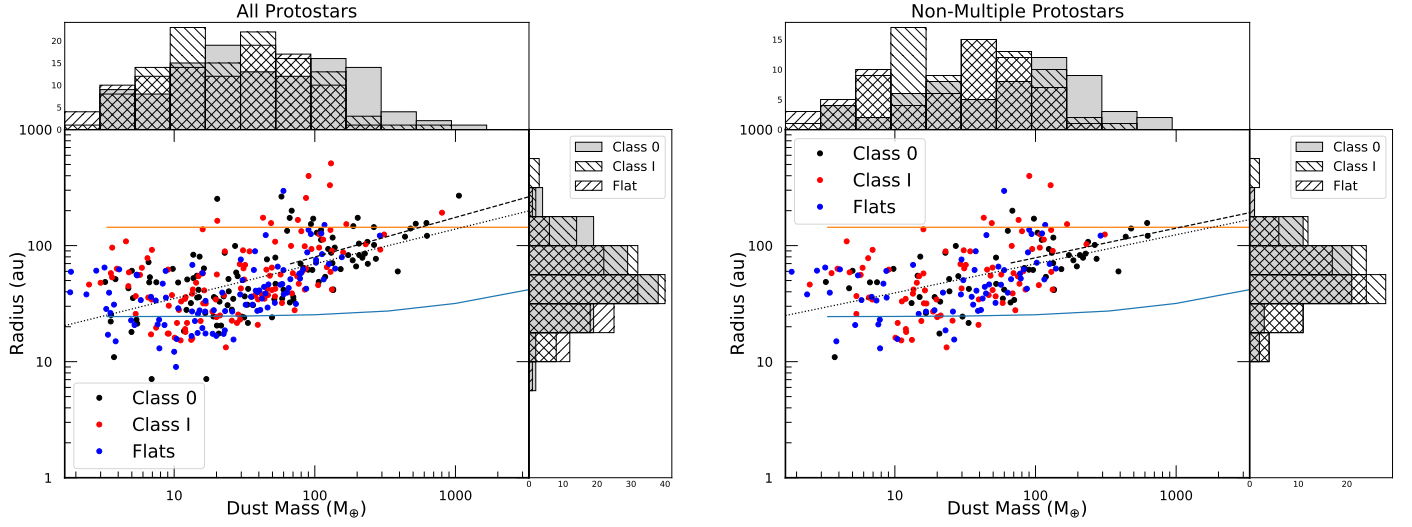 All Protostars
20
15
10
5
0
1000
100
10
1
Radius (au)
Class 0
Class I
Flats
10
100
1000
Dust Mass (M⊕)
Class 0
Class I
Flat
0
10
20
30
40
Non-Multiple Protostars
15
10
5
0
1000
100
10
1
Radius (au)
Class 0
Class I
Flats
10
100
1000
Dust Mass (M⊕)
Class 0
Class I
Flat
0
10
20